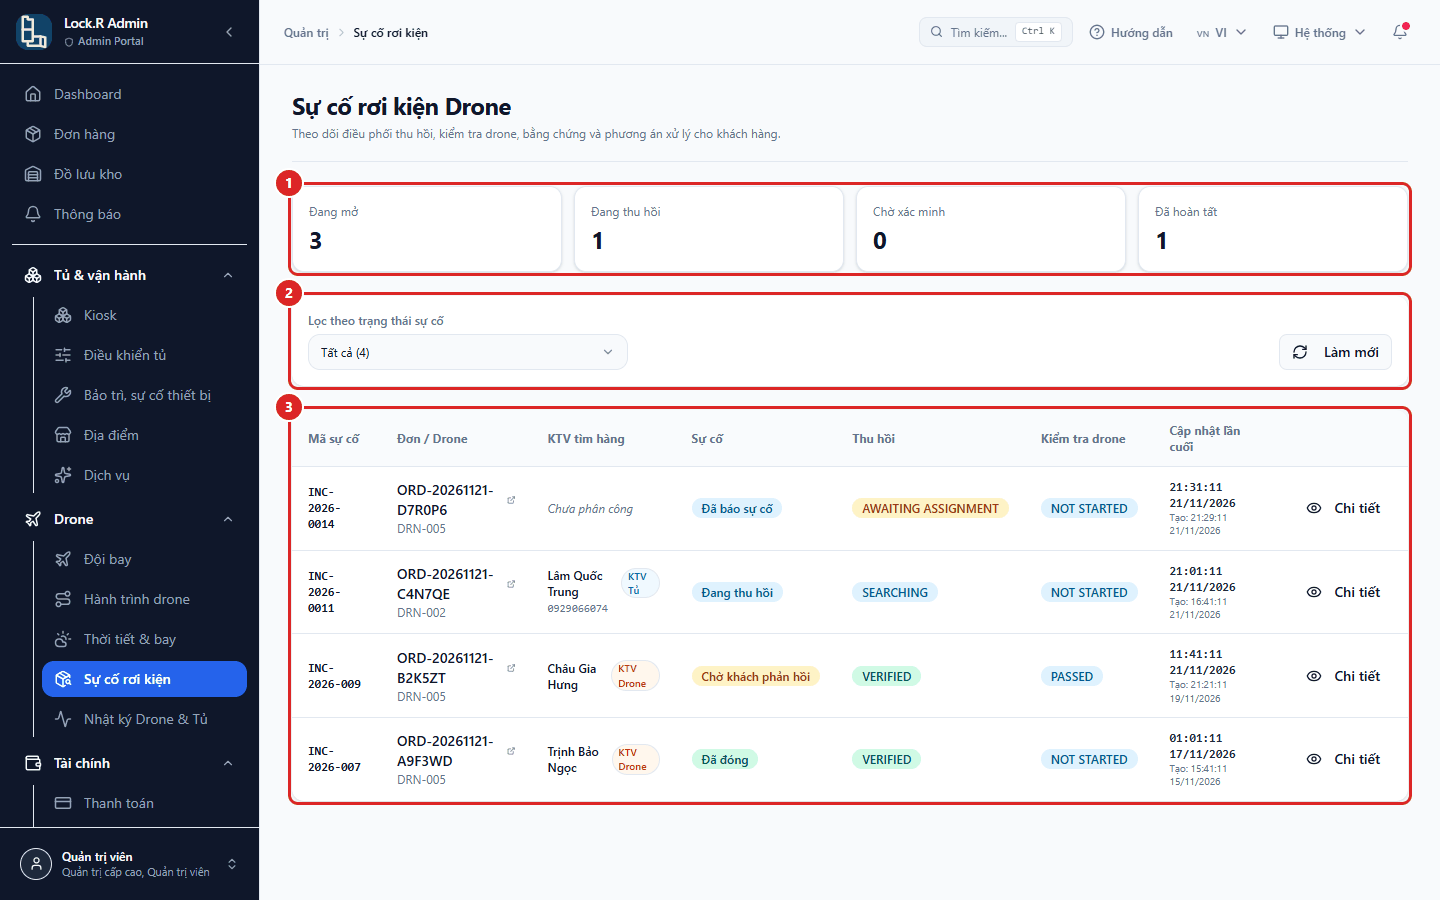 Lock.R Admin
Admin Portal
Dashboard
Đơn hàng
Đồ lưu kho
Thông báo
Tủ & vận hành
Kiosk
Điều khiển tủ
Bảo trì, sự cố thiết bị
Địa điểm
Dịch vụ
Drone
Đội bay
Hành trình drone
Thời tiết & bay
Sự cố rơi kiện
Nhật ký Drone & Tủ
Tài chính
Thanh toán
Quản trị viên
Quản trị cấp cao, Quản trị viên
Quản trị
Sự cố rơi kiện
Tìm kiếm...
Ctrl K
Hướng dẫn
VN VI
Hệ thống
Sự cố rơi kiện Drone
Theo dõi điều phối thu hồi, kiểm tra drone, bằng chứng và phương án xử lý cho khách hàng.
1
Đang mở
3
Đang thu hồi
1
Chờ xác minh
0
Đã hoàn tất
1
2
Lọc theo trạng thái sự cố
Tất cả (4)
Làm mới
3
Mã sự cố
Đơn / Drone
KTV tìm hàng
Sự cố
Thu hồi
Kiểm tra drone
Cập nhật lần
cuối
INC-
2026-
0014
ORD-20261121-
D7R0P6
DRN-005
Chưa phân công
Đã báo sự cố
AWAITING ASSIGNMENT
NOT STARTED
21:31:11
21/11/2026
Tạo: 21:29:11
21/11/2026
Chi tiết
INC-
2026-
0011
ORD-20261121-
C4N7QE
DRN-002
Lâm Quốc
Trung
0929066074
KTV
Tủ
Đang thu hồi
SEARCHING
NOT STARTED
21:01:11
21/11/2026
Tạo: 16:41:11
21/11/2026
Chi tiết
INC-
2026-009
ORD-20261121-
B2K5ZT
DRN-005
Châu Gia
Hưng
KTV
Drone
Chờ khách phản hồi
VERIFIED
PASSED
11:41:11
21/11/2026
Tạo: 21:21:11
19/11/2026
Chi tiết
INC-
2026-007
ORD-20261121-
A9F3WD
DRN-005
Trịnh Bảo
Ngọc
KTV
Drone
Đã đóng
VERIFIED
NOT STARTED
01:01:11
17/11/2026
Tạo: 15:41:11
15/11/2026
Chi tiết